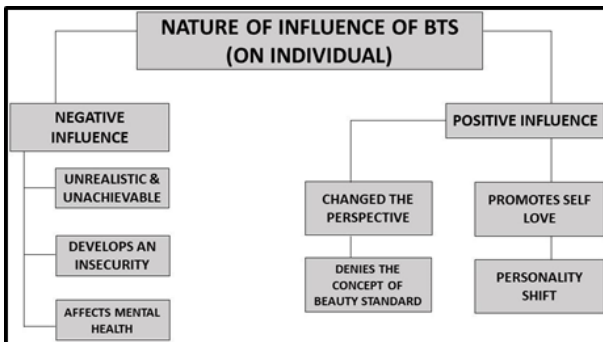 NATURE OF INFLUENCE OF BTS
(ON INDIVIDUAL)
NEGATIVE
INFLUENCE
UNREALISTIC &
UNACHIEVABLE
DEVELOPS AN
INSECURITY
AFFECTS MENTAL
HEALTH
POSITIVE INFLUENCE
CHANGED THE
PERSPECTIVE
DENIES THE
CONCEPT OF
BEAUTY STANDARD
PROMOTES SELF
LOVE
PERSONALITY
SHIFT